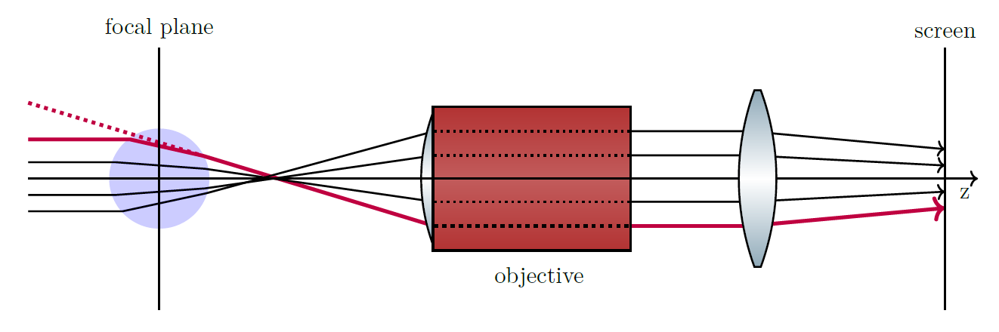 focal plane
screen
z
objective